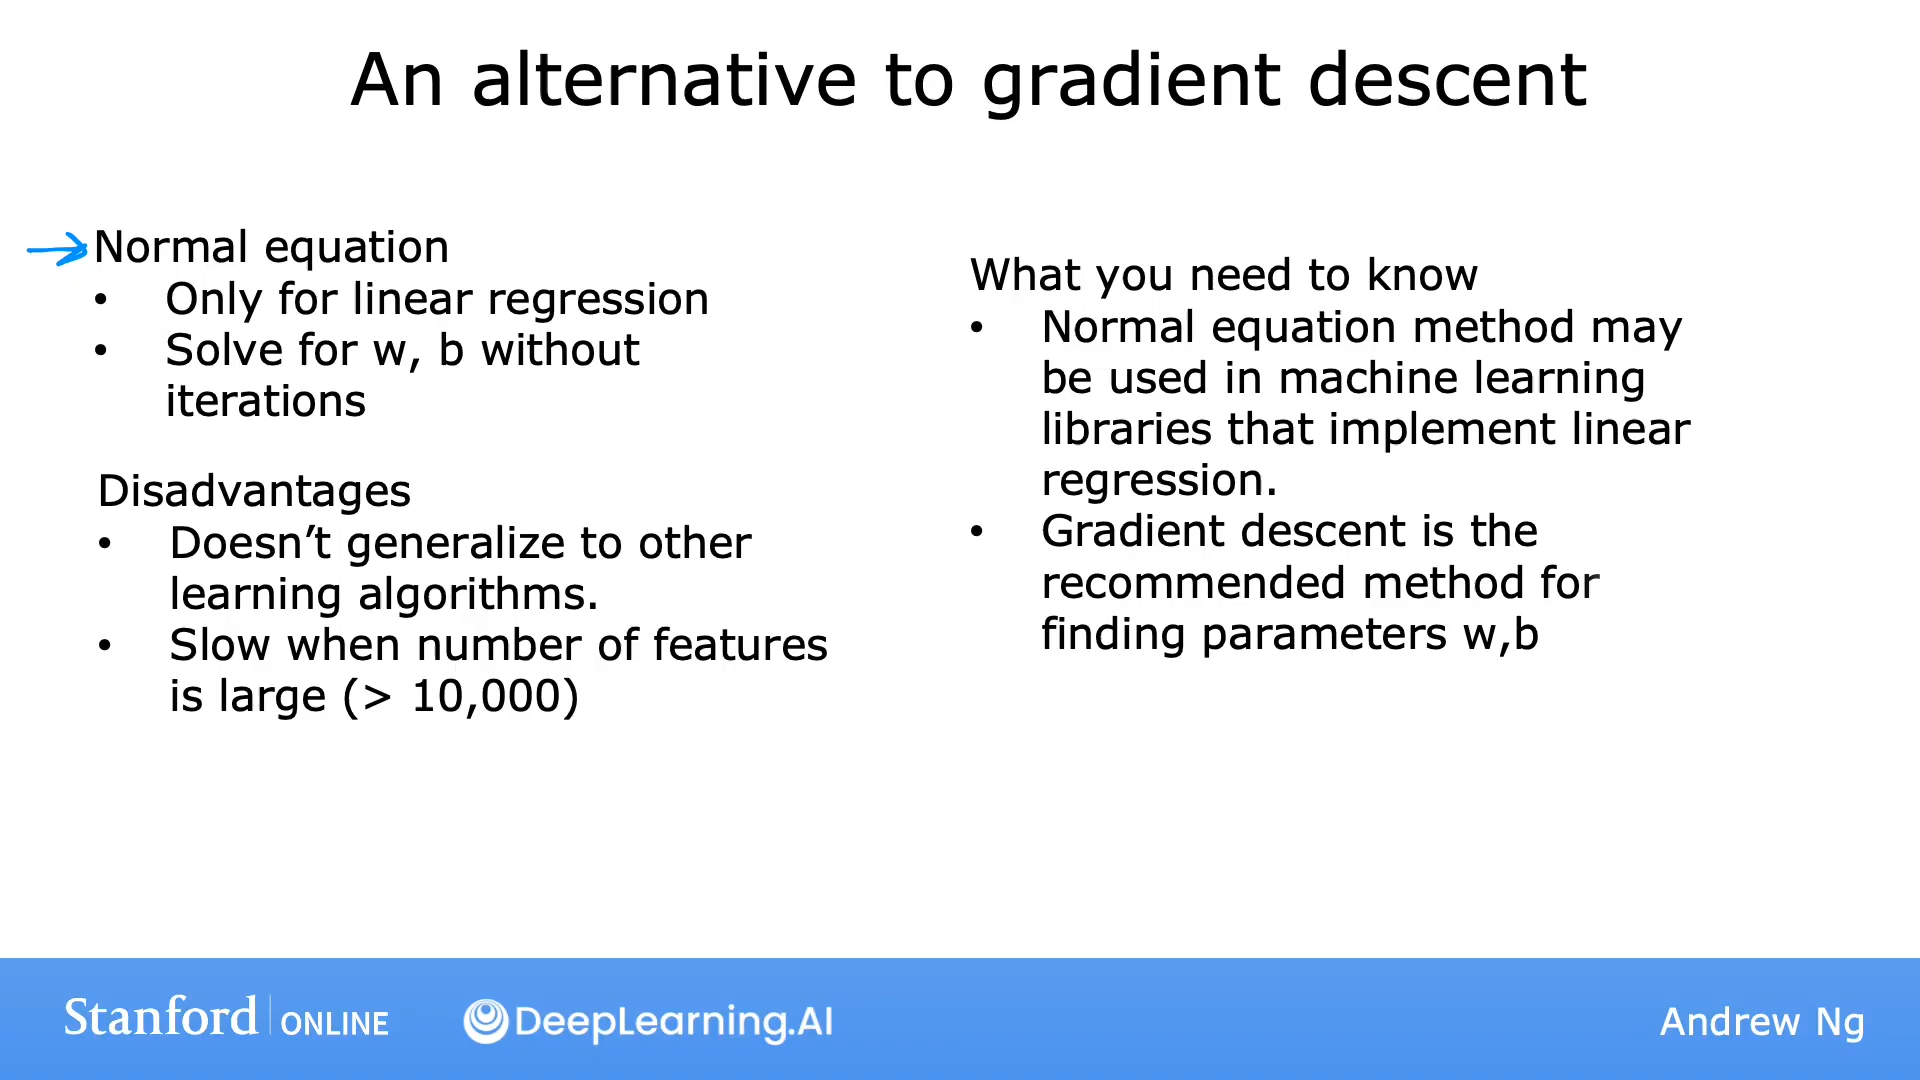 An alternative to gradient descent
Normal equation
• Only for linear regression
• Solve for w, b without
iterations
Disadvantages
• Doesn’t generalize to other
learning algorithms.
• Slow when number of features
is large (> 10,000)
What you need to know
• Normal equation method may
be used in machine learning
libraries that implement linear
regression.
• Gradient descent is the
recommended method for
finding parameters w,b
Stanford ONLINE
DeepLearning.AI
Andrew Ng